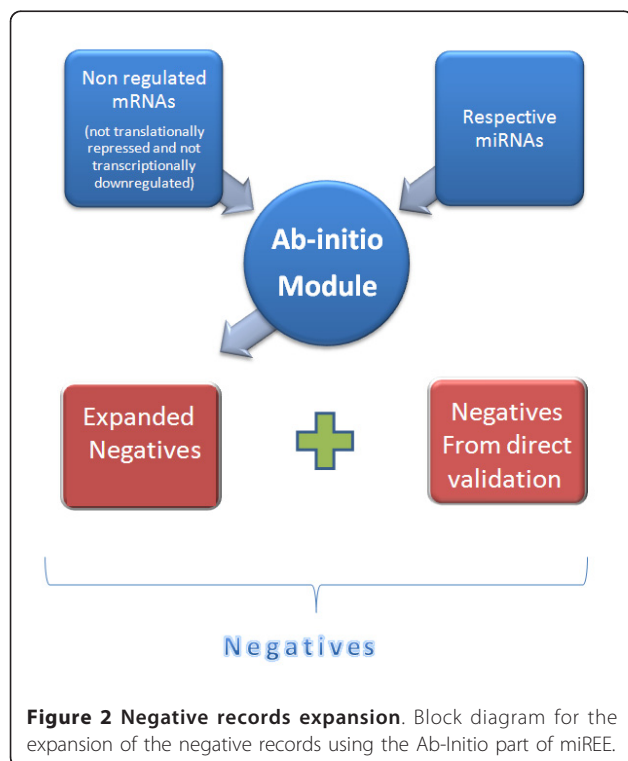 Non regulated
mRNAs
(not translationally
repressed and not
transcriptionally
downregulated)
Respective
miRNAs
Ab-initio
Module
Expanded
Negatives
Negatives
From direct
validation
Negatives
Figure 2 Negative records expansion. Block diagram for the
expansion of the negative records using the Ab-Initio part of miREE.